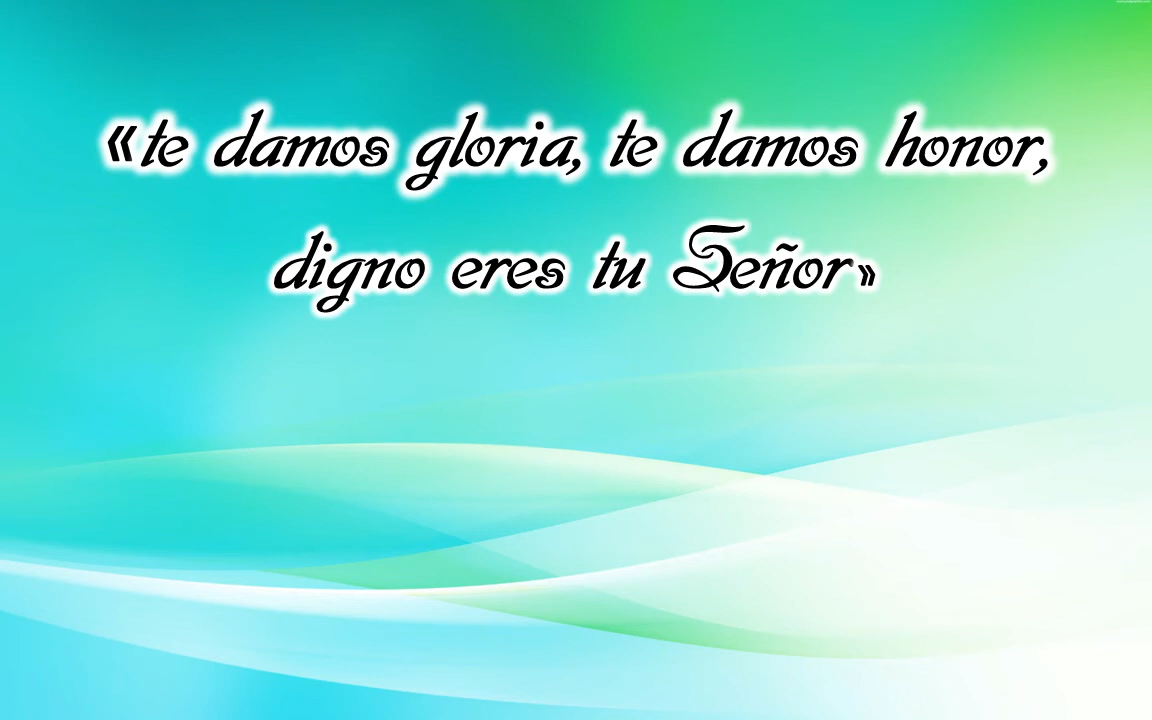 «te damos gloria, te damos honor,
digno eres tu Señor»